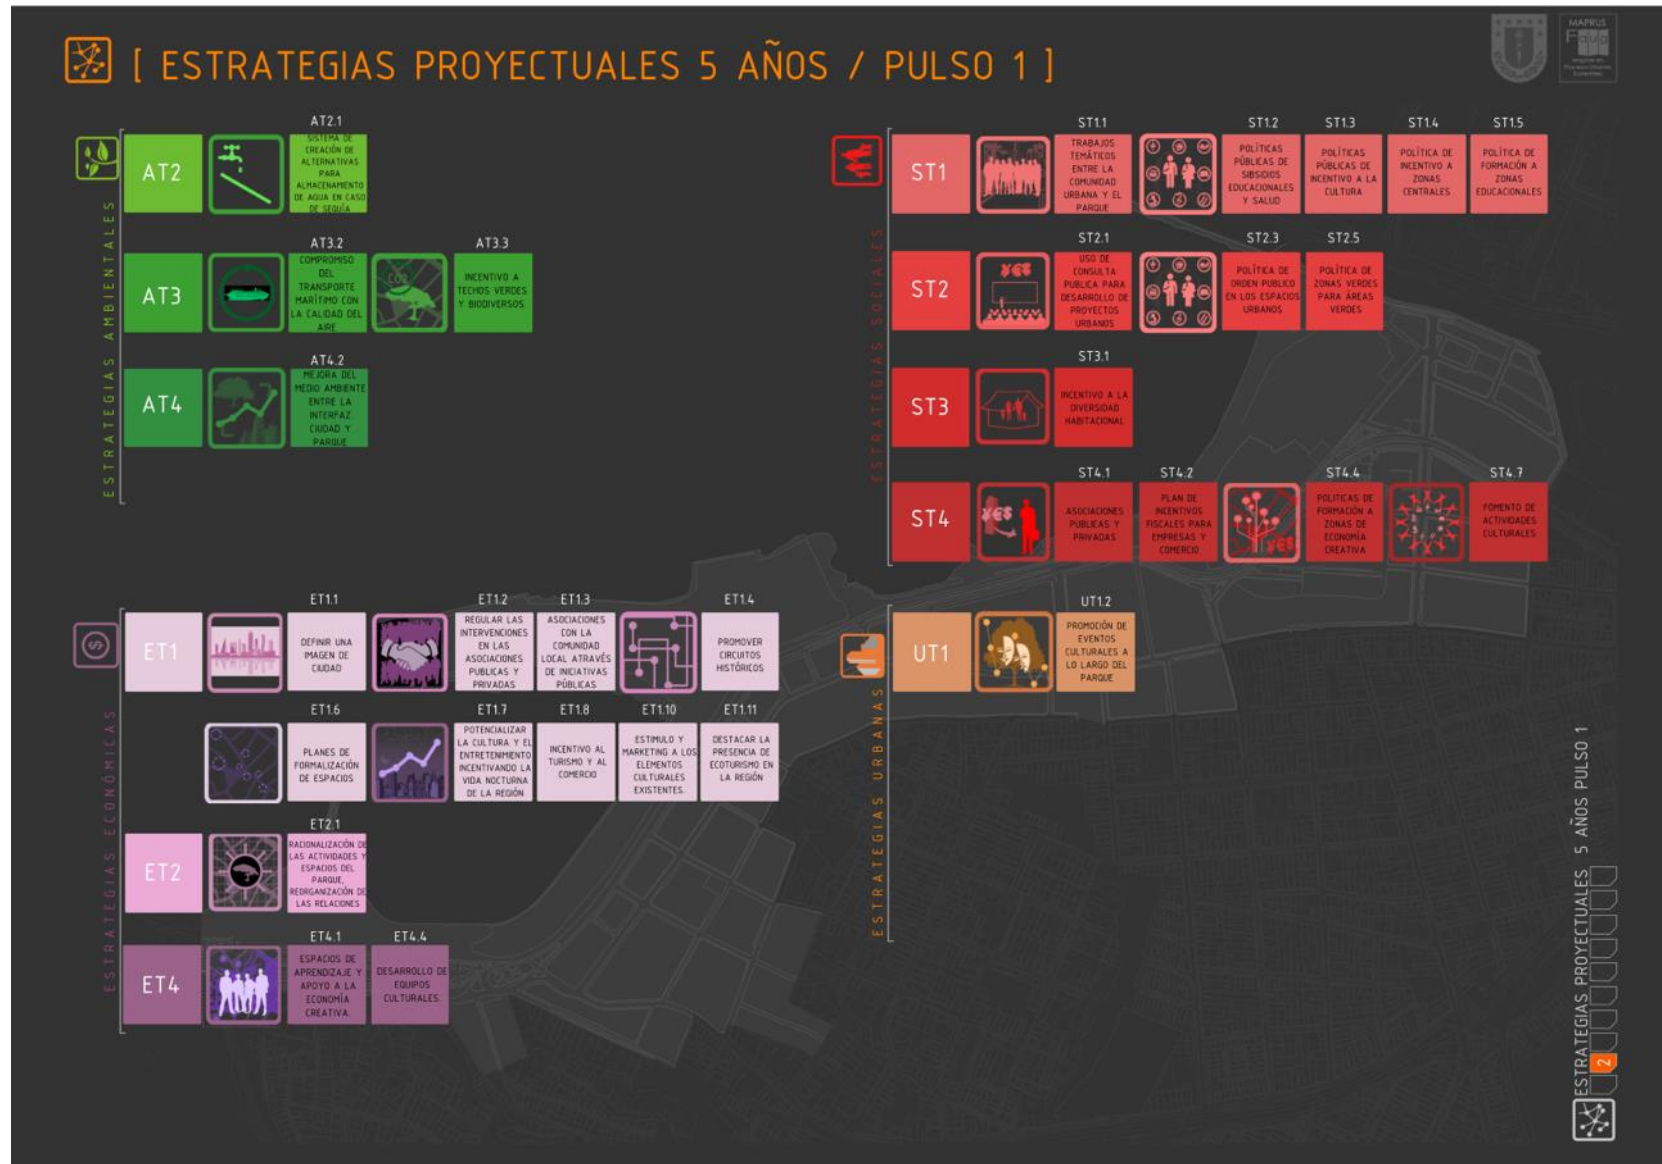 [ ESTRATEGIAS PROYECTUALES 5 AÑOS / PULSO 1 ]
MAPRUS
ESTRATEGIAS AMBIENTALES
AT2
AT2.1
SISTEMA DE
CREACIÓN DE
ALTERNATIVAS
PARA
ALMACENAMIENTO
DE AGUA EN CASO
DE SEQUÍA
AT3
AT3.2
COMPROMISO
DEL
TRANSPORTE
MARÍTIMO CON
LA CALIDAD DEL
AIRE
CO2
AT3.3
INCENTIVO A
TECHOS VERDES
Y BIODIVERSOS.
AT4
AT4.2
MEJORA DEL
MEDIO AMBIENTE
ENTRE LA
INTERFAZ
CIUDAD Y
PARQUE
ESTRATEGIAS SOCIALES
ST1
ST1.1
TRABAJOS
TEMÁTICOS
ENTRE LA
COMUNIDAD
URBANA Y EL
PARQUE
ST1.2
POLÍTICAS
PÚBLICAS DE
SIBSIDIOS
EDUCACIONALES
Y SALUD
ST1.3
POLÍTICAS
PÚBLICAS DE
INCENTIVO A LA
CULTURA
ST1.4
POLÍTICA DE
INCENTIVO A
ZONAS
CENTRALES
ST1.5
POLÍTICA DE
FORMACIÓN A
ZONAS
EDUCACIONALES
ST2
¥€$
ST2.1
USO DE
CONSULTA
PUBLICA PARA
DESARROLLO DE
PROYECTOS
URBANOS
ST2.3
POLÍTICA DE
ORDEN PUBLICO
EN LOS ESPACIOS
URBANOS
ST2.5
POLÍTICA DE
ZONAS VERDES
PARA ÁREAS
VERDES
ST3
ST3.1
INCENTIVO A LA
DIVERSIDAD
HABITACIONAL
ST4
¥€$
ST4.1
ASOCIACIONES
PUBLICAS Y
PRIVADAS
ST4.2
PLAN DE
INCENTIVOS
FISCALES PARA
EMPRESAS Y
COMERCIO
¥€$
ST4.4
POLITICAS DE
FORMACIÓN A
ZONAS DE
ECONOMÍA
CREATIVA
ST4.7
FOMENTO DE
ACTIVIDADES
CULTURALES
ESTRATEGIAS ECONÓMICAS
ET1
ET1.1
DEFINIR UNA
IMAGEN DE
CIUDAD
ET1.2
REGULAR LAS
INTERVENCIONES
EN LAS
ASOCIACIONES
PUBLICAS Y
PRIVADAS
ET1.3
ASOCIACIONES
CON LA
COMUNIDAD
LOCAL ATRAVÉS
DE INICIATIVAS
PÚBLICAS
ET1.4
PROMOVER
CIRCUITOS
HISTÓRICOS
ET1.6
PLANES DE
FORMALIZACIÓN
DE ESPACIOS
ET1.7
POTENCIALIZAR
LA CULTURA Y EL
ENTRETENIMIENTO
INCENTIVANDO LA
VIDA NOCTURNA
DE LA REGIÓN
ET1.8
INCENTIVO AL
TURISMO Y AL
COMERCIO
ET1.10
ESTIMULO Y
MARKETING A LOS
ELEMENTOS
CULTURALES
EXISTENTES.
ET1.11
DESTACAR LA
PRESENCIA DE
ECOTURISMO EN
LA REGIÓN
ET2
ET2.1
RACIONALIZACIÓN DE
LAS ACTIVIDADES Y
ESPACIOS DEL
PARQUE,
REORGANIZACIÓN DE
LAS RELACIONES
ET4
ET4.1
ESPACIOS DE
APRENDIZAJE Y
APOYO A LA
ECONOMÍA
CREATIVA.
ET4.4
DESARROLLO DE
EQUIPOS
CULTURALES.
ESTRATEGIAS URBANAS
UT1
UT1.2
PROMOCIÓN DE
EVENTOS
CULTURALES A
LO LARGO DEL
PARQUE
ESTRATEGIAS PROYECTUALES 5 AÑOS PULSO 1
2